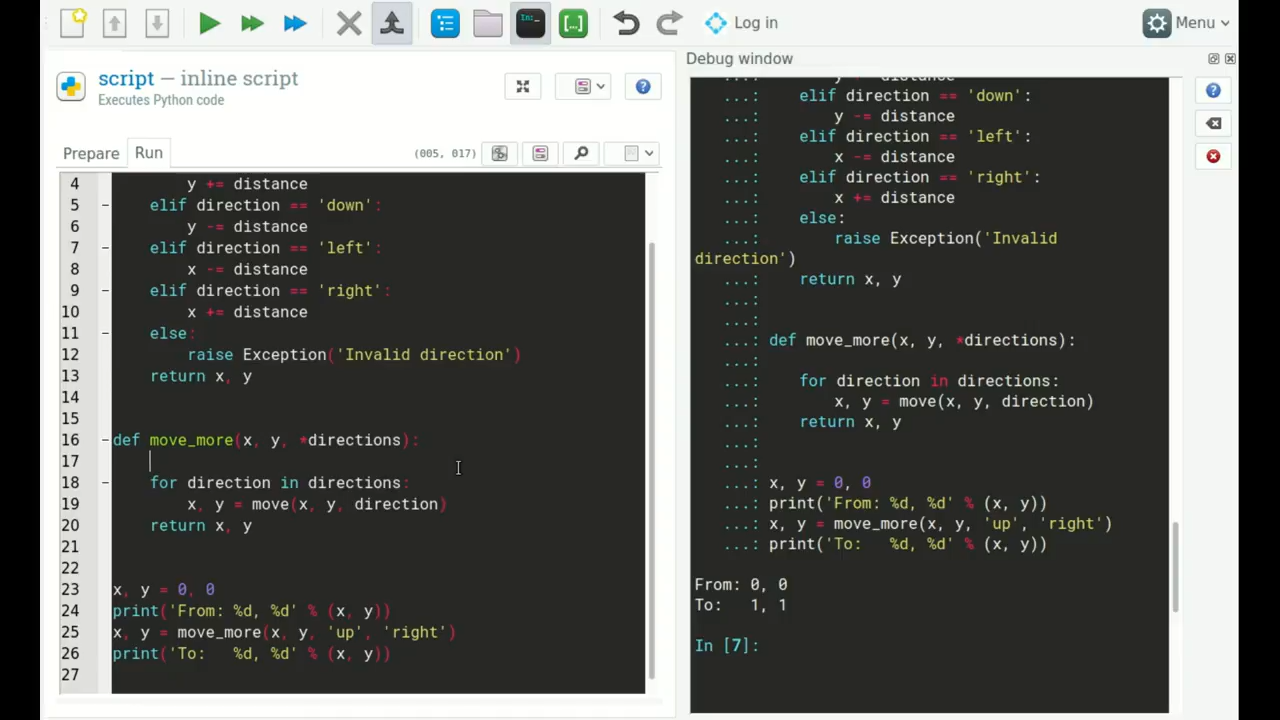 In:_
[...]
Log in
Menu
script — inline script
Executes Python code
Prepare
Run
(005, 017)
4 y += distance
5 elif direction == 'down':
6 y -= distance
7 elif direction == 'left':
8 x -= distance
9 elif direction == 'right':
10 x += distance
11 else:
12 raise Exception('Invalid direction')
13 return x, y
14
15
16 def move_more(x, y, *directions):
17
18 for direction in directions:
19 x, y = move(x, y, direction)
20 return x, y
21
22
23 x, y = 0, 0
24 print('From: %d, %d' % (x, y))
25 x, y = move_more(x, y, 'up', 'right')
26 print('To:   %d, %d' % (x, y))
27
Debug window
y -= distance
...: elif direction == 'down':
...: y -= distance
...: elif direction == 'left':
...: x -= distance
...: elif direction == 'right':
...: x += distance
...: else:
...: raise Exception('Invalid
direction')
...: return x, y
...:
...:
...: def move_more(x, y, *directions):
...:
...: for direction in directions:
...: x, y = move(x, y, direction)
...: return x, y
...:
...:
...: x, y = 0, 0
...: print('From: %d, %d' % (x, y))
...: x, y = move_more(x, y, 'up', 'right')
...: print('To:   %d, %d' % (x, y))
From: 0, 0
To:   1, 1
In [7]: